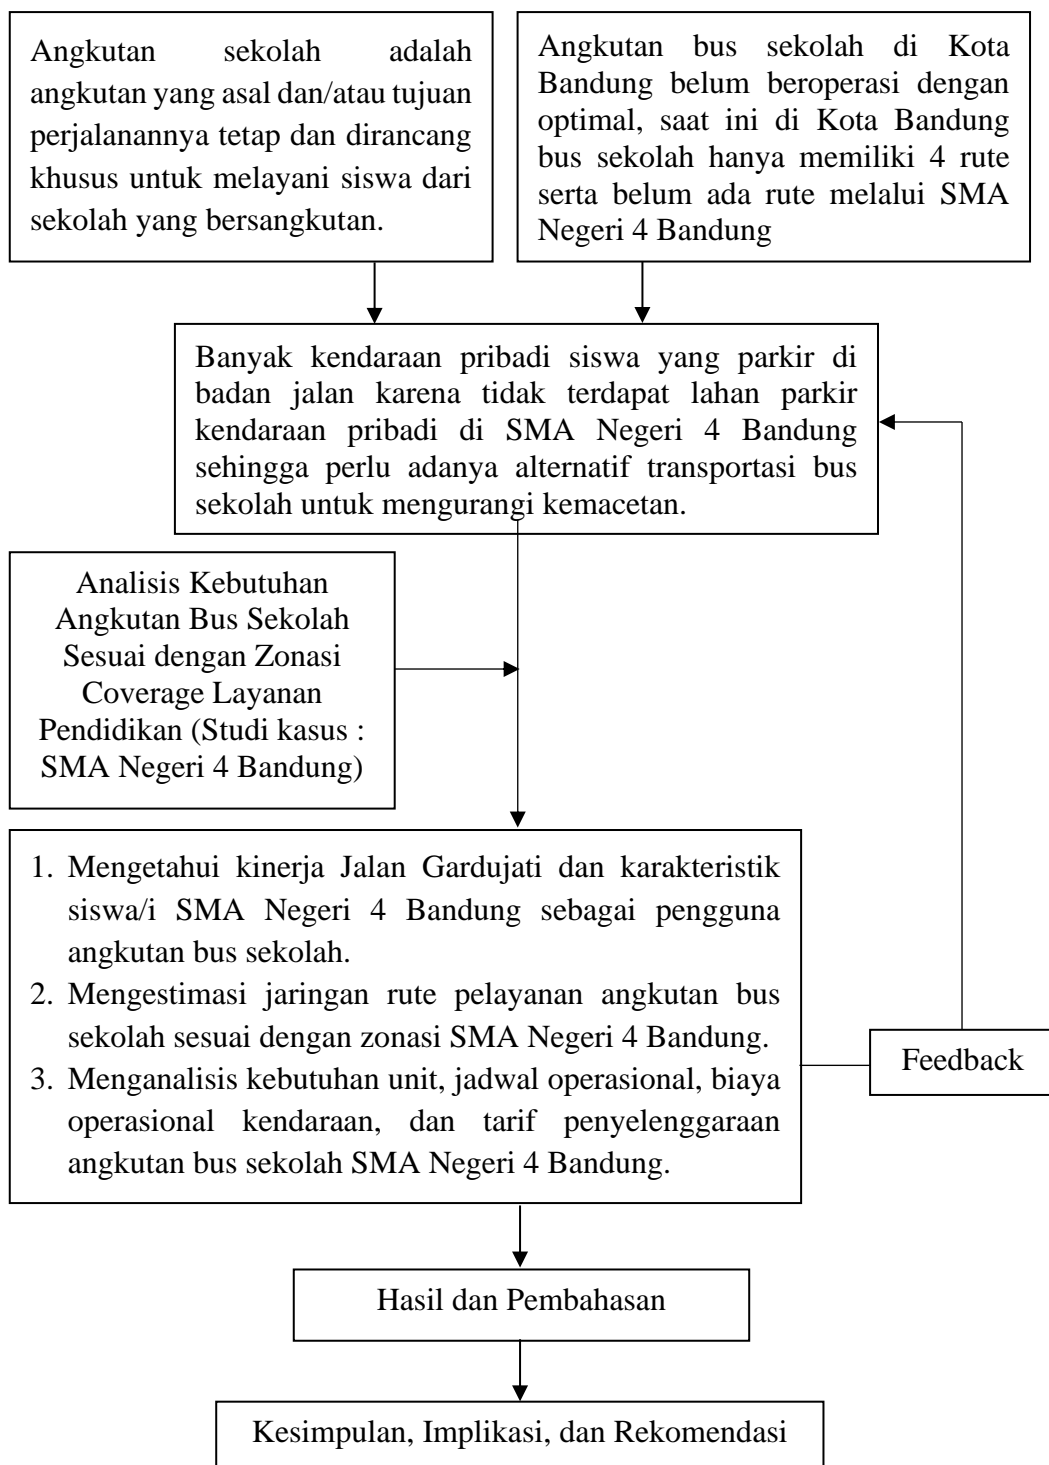 Angkutan sekolah adalah
angkutan yang asal dan/atau tujuan
perjalanannya tetap dan dirancang
khusus untuk melayani siswa dari
sekolah yang bersangkutan.
Angkutan bus sekolah di Kota
Bandung belum beroperasi dengan
optimal, saat ini di Kota Bandung
bus sekolah hanya memiliki 4 rute
serta belum ada rute melalui SMA
Negeri 4 Bandung
Banyak kendaraan pribadi siswa yang parkir di
badan jalan karena tidak terdapat lahan parkir
kendaraan pribadi di SMA Negeri 4 Bandung
sehingga perlu adanya alternatif transportasi bus
sekolah untuk mengurangi kemacetan.
Analisis Kebutuhan
Angkutan Bus Sekolah
Sesuai dengan Zonasi
Coverage Layanan
Pendidikan (Studi kasus :
SMA Negeri 4 Bandung)
1. Mengetahui kinerja Jalan Gardujati dan karakteristik
siswa/i SMA Negeri 4 Bandung sebagai pengguna
angkutan bus sekolah.
2. Mengestimasi jaringan rute pelayanan angkutan bus
sekolah sesuai dengan zonasi SMA Negeri 4 Bandung.
3. Menganalisis kebutuhan unit, jadwal operasional, biaya
operasional kendaraan, dan tarif penyelenggaraan
angkutan bus sekolah SMA Negeri 4 Bandung.
Feedback
Hasil dan Pembahasan
Kesimpulan, Implikasi, dan Rekomendasi